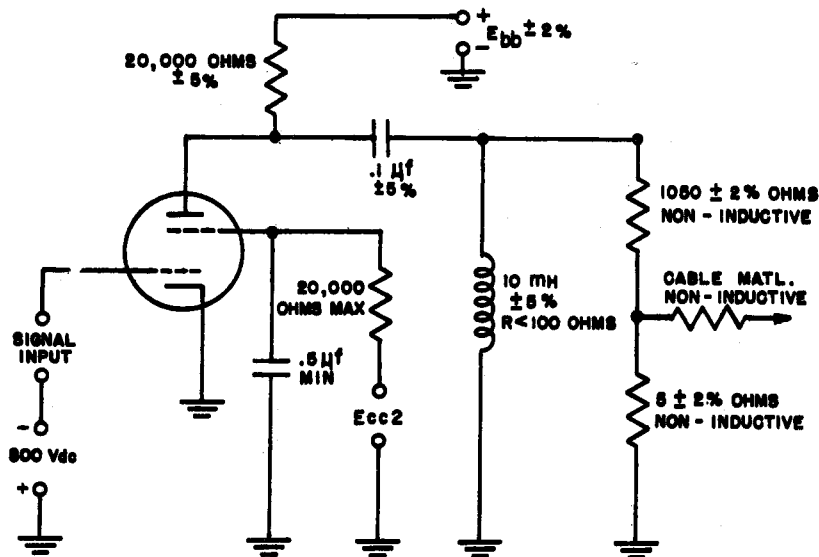 20,000 OHMS
±5%
+
- Ebb ±2%
.1 µf
±5%
1050 ± 2% OHMS
NON - INDUCTIVE
CABLE MATL.
NON-INDUCTIVE
10 mH
±5%
R<100 OHMS
20,000
OHMS MAX
SIGNAL
INPUT
.5µf
MIN
Ecc2
5 ± 2% OHMS
NON-INDUCTIVE
-
800 Vdc
+